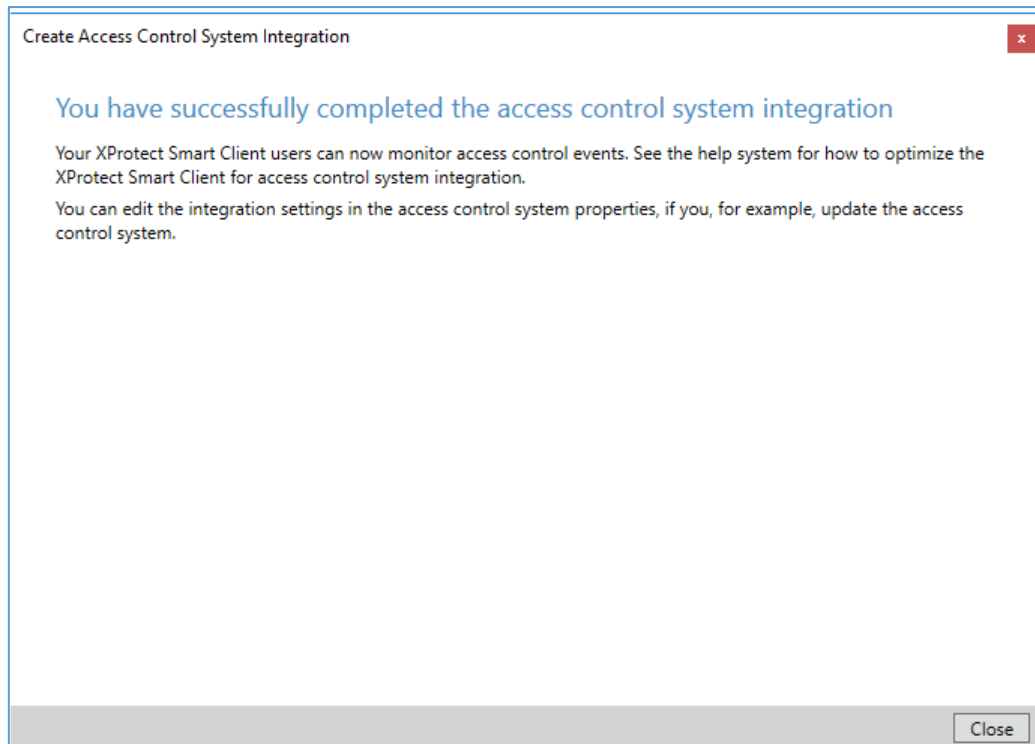 Create Access Control System Integration
x
You have successfully completed the access control system integration
Your XProtect Smart Client users can now monitor access control events. See the help system for how to optimize the
XProtect Smart Client for access control system integration.
You can edit the integration settings in the access control system properties, if you, for example, update the access
control system.
Close